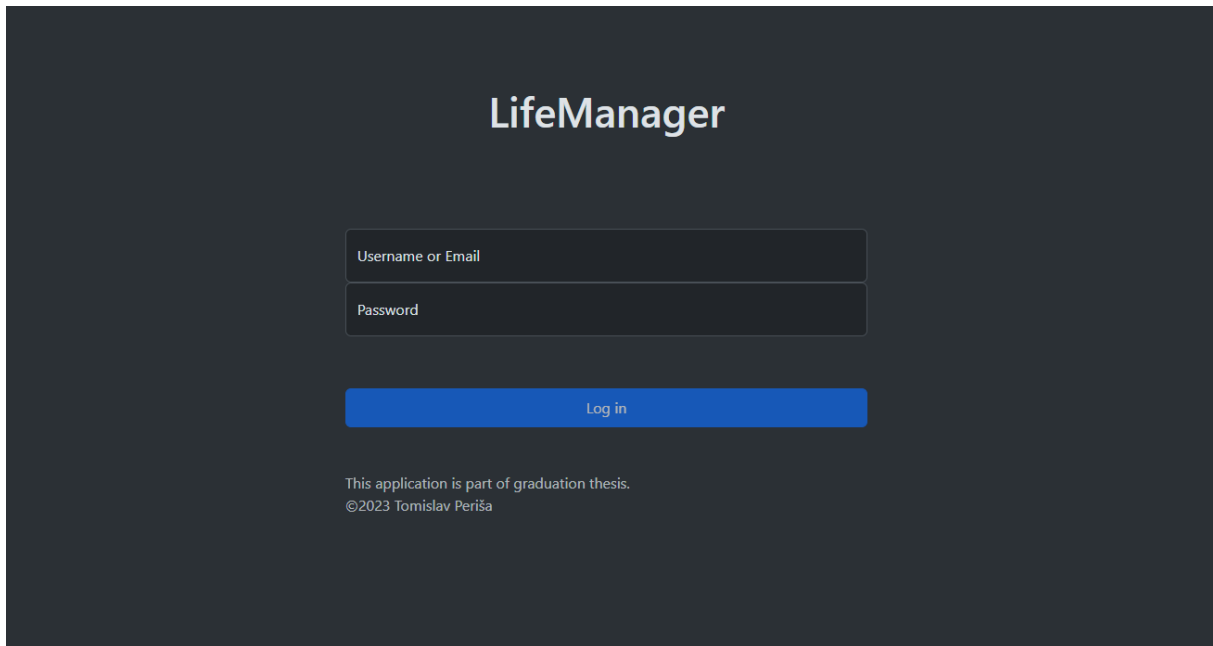 LifeManager
Username or Email
Password
Log in
This application is part of graduation thesis.
©2023 Tomislav Periša